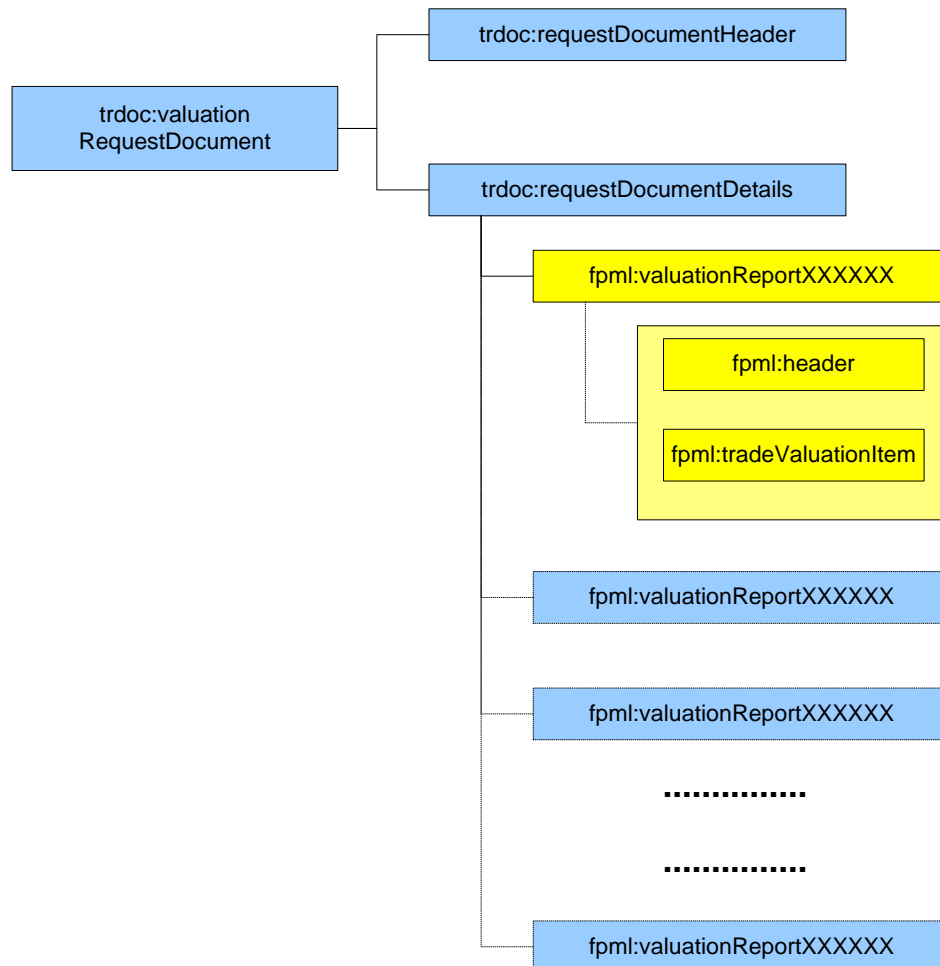 trdoc:requestDocumentHeader
trdoc:valuation
RequestDocument
trdoc:requestDocumentDetails
fpml:valuationReportXXXXXX
fpml:header
fpml:tradeValuationItem
fpml:valuationReportXXXXXX
fpml:valuationReportXXXXXX
...............
...............
fpml:valuationReportXXXXXX